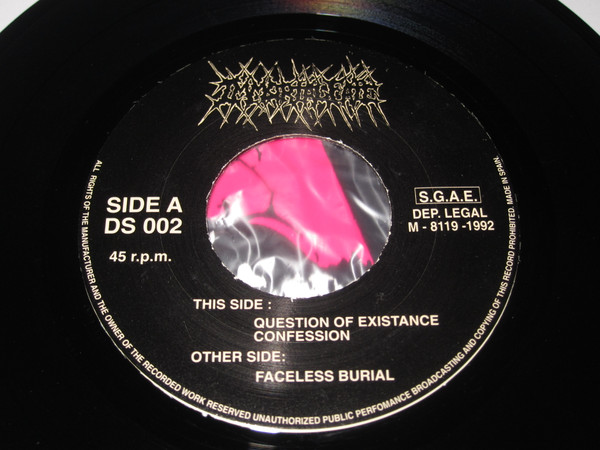 SIDE A
DS 002
45 r.p.m.
S.G.A.E.
DEP. LEGAL
M - 8119 -1992
THIS SIDE :
QUESTION OF EXISTANCE
CONFESSION
OTHER SIDE:
FACELESS BURIAL
ALL RIGHTS OF THE MANUFACTURER AND THE OWNER OF THE RECORDED WORK RESERVED UNAUTHORIZED PUBLIC PERFOMANCE BROADCASTING AND COPYING OF THIS RECORD PROHIBITED. MADE IN SPAIN.